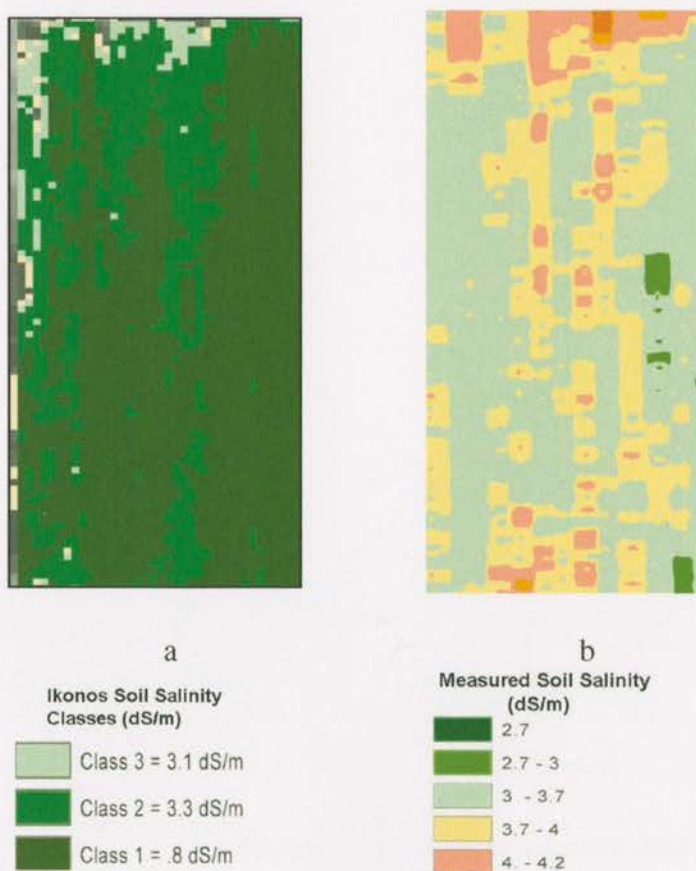 a
b
Ikonos Soil Salinity
Classes (dS/m)
Class 3 = 3.1 dS/m
Class 2 = 3.3 dS/m
Class 1 = .8 dS/m
Measured Soil Salinity
(dS/m)
2.7
2.7 - 3
3 - 3.7
3.7 - 4
4. - 4.2